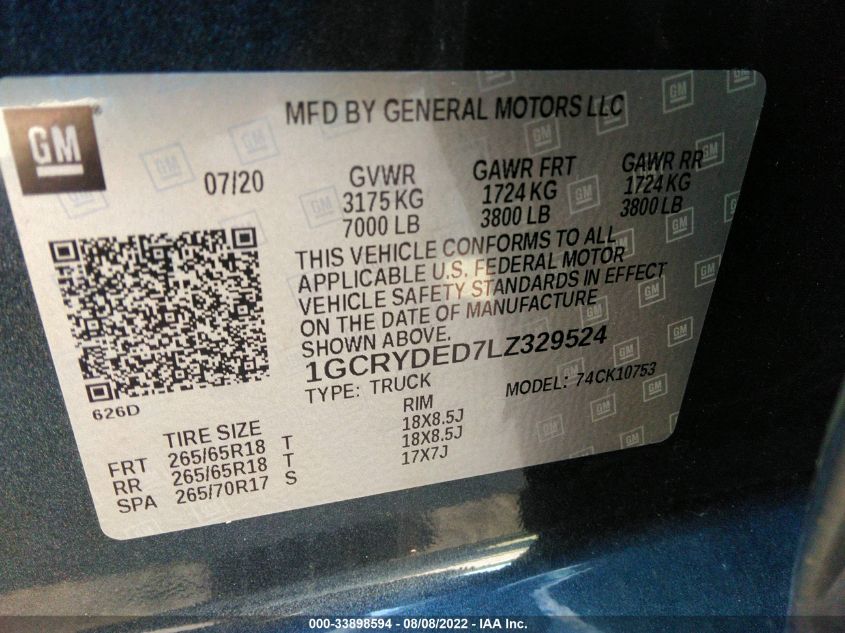 GM
MFD BY GENERAL MOTORS LLC
07/20
GVWR
3175 KG
7000 LB
GAWR FRT
1724 KG
3800 LB
GAWR RR
1724 KG
3800 LB
THIS VEHICLE CONFORMS TO ALL
APPLICABLE U.S. FEDERAL MOTOR
VEHICLE SAFETY STANDARDS IN EFFECT
ON THE DATE OF MANUFACTURE
SHOWN ABOVE.
1GCRYDED7LZ329524
TYPE: TRUCK
MODEL: 74CK10753
626D
TIRE SIZE RIM
FRT 265/65R18 T 18X8.5J
RR 265/65R18 T 18X8.5J
SPA 265/70R17 S 17X7J
000-33898594 - 08/08/2022 - IAA Inc.